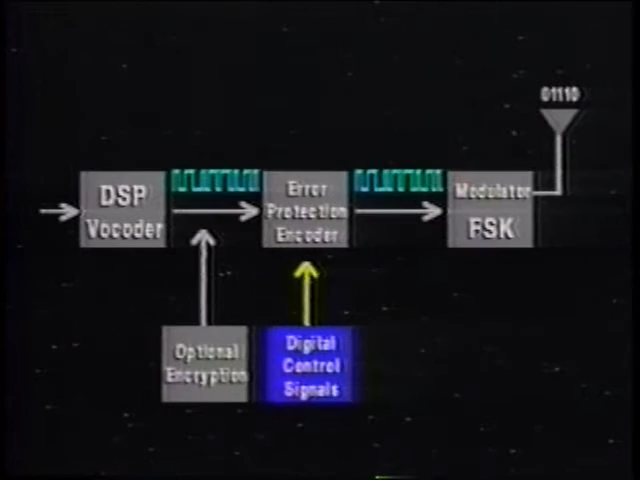 01110
DSP
Vocoder
Error
Protection
Encoder
Modulator
FSK
Optional
Encryption
Digital
Control
Signals